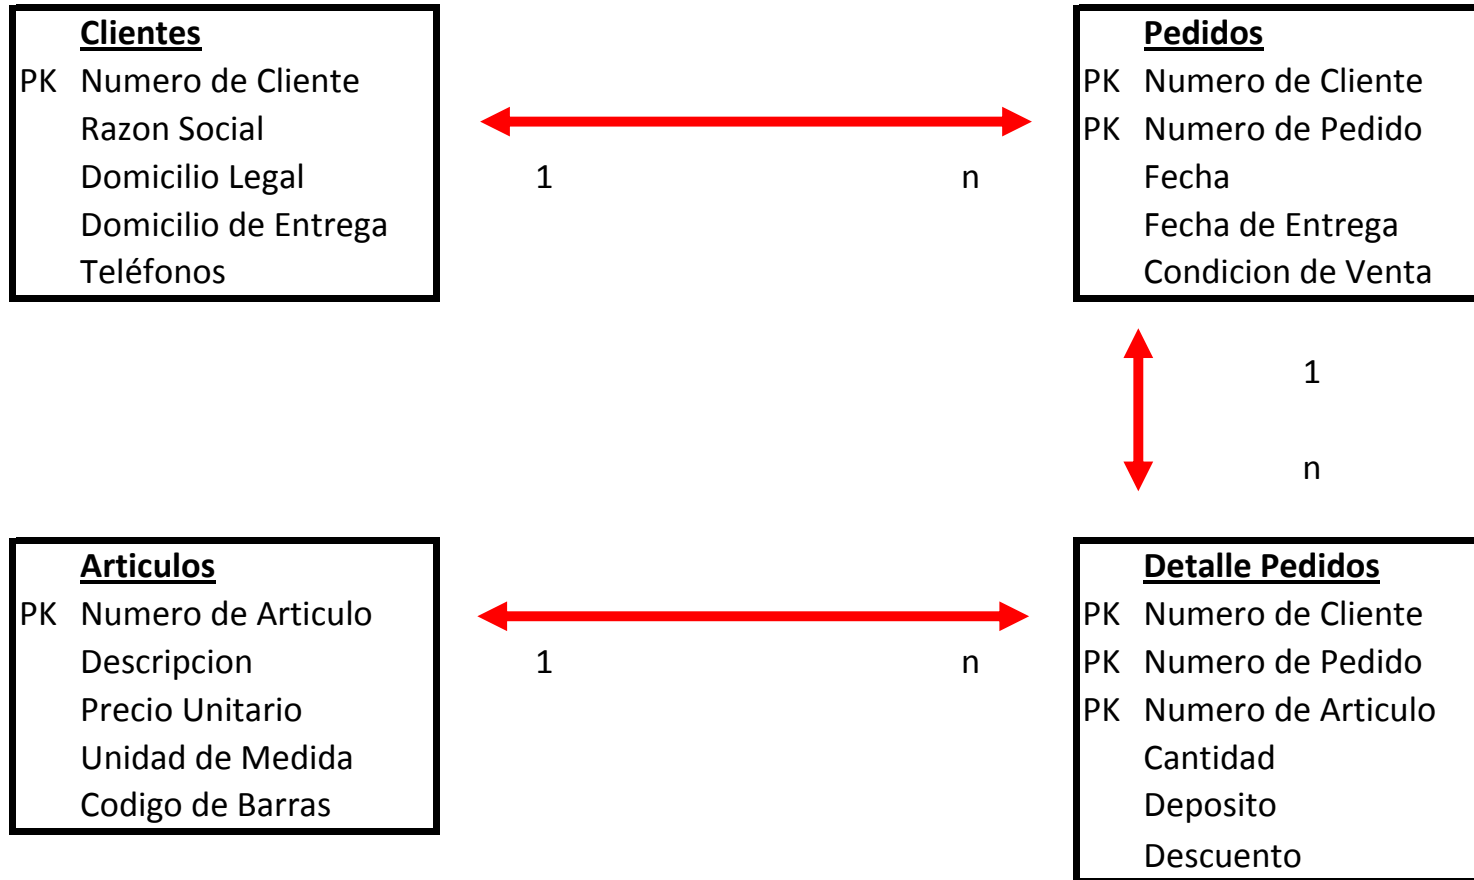 Clientes
PK Numero de Cliente
Razon Social
Domicilio Legal
Domicilio de Entrega
Teléfonos
1 n
Pedidos
PK Numero de Cliente
PK Numero de Pedido
Fecha
Fecha de Entrega
Condicion de Venta
1
n
Articulos
PK Numero de Articulo
Descripcion
Precio Unitario
Unidad de Medida
Codigo de Barras
1 n
Detalle Pedidos
PK Numero de Cliente
PK Numero de Pedido
PK Numero de Articulo
Cantidad
Deposito
Descuento